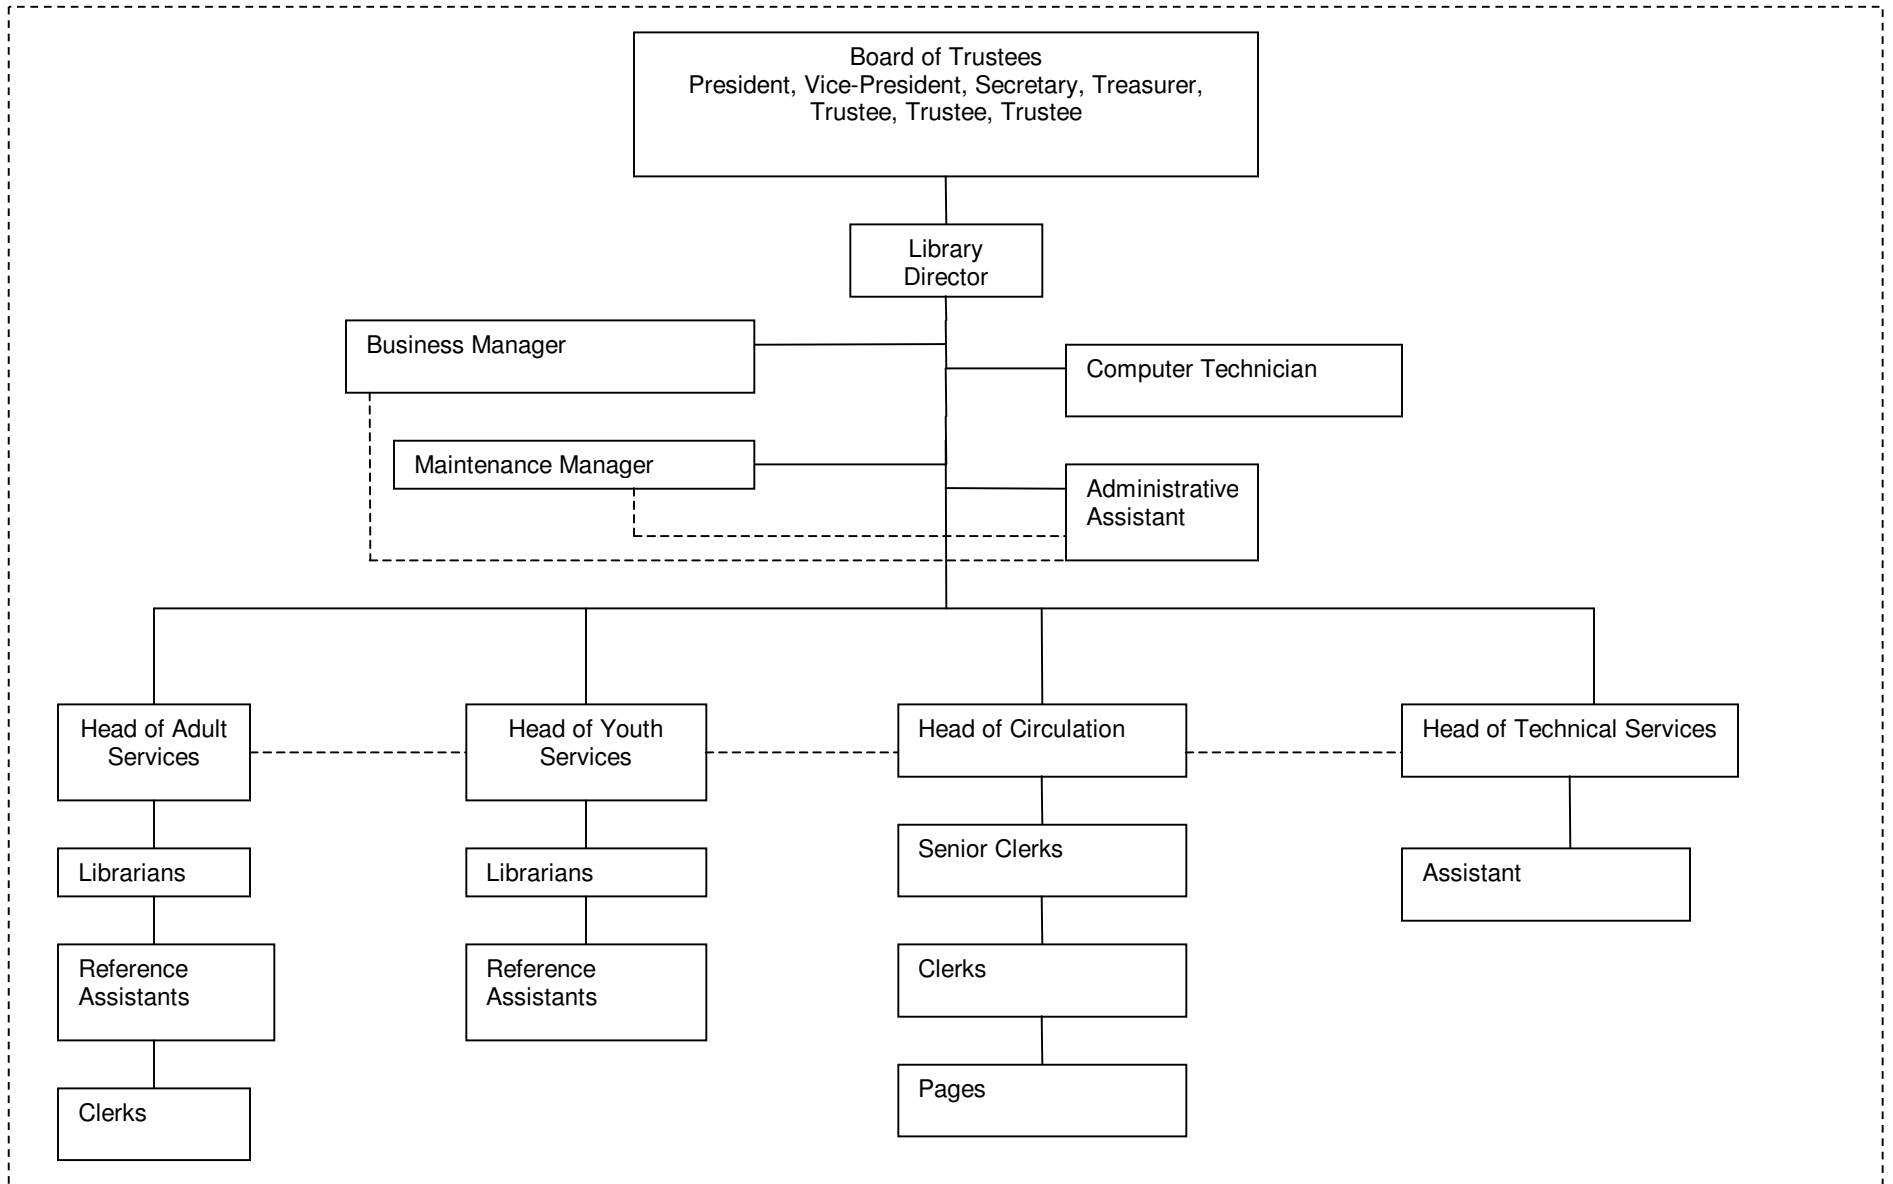 Board of Trustees
President, Vice-President, Secretary, Treasurer,
Trustee, Trustee, Trustee
Library
Director
Business Manager
Computer Technician
Maintenance Manager
Administrative
Assistant
Head of Adult
Services
Head of Youth
Services
Head of Circulation
Head of Technical Services
Librarians
Librarians
Senior Clerks
Assistant
Reference
Assistants
Reference
Assistants
Clerks
Clerks
Pages